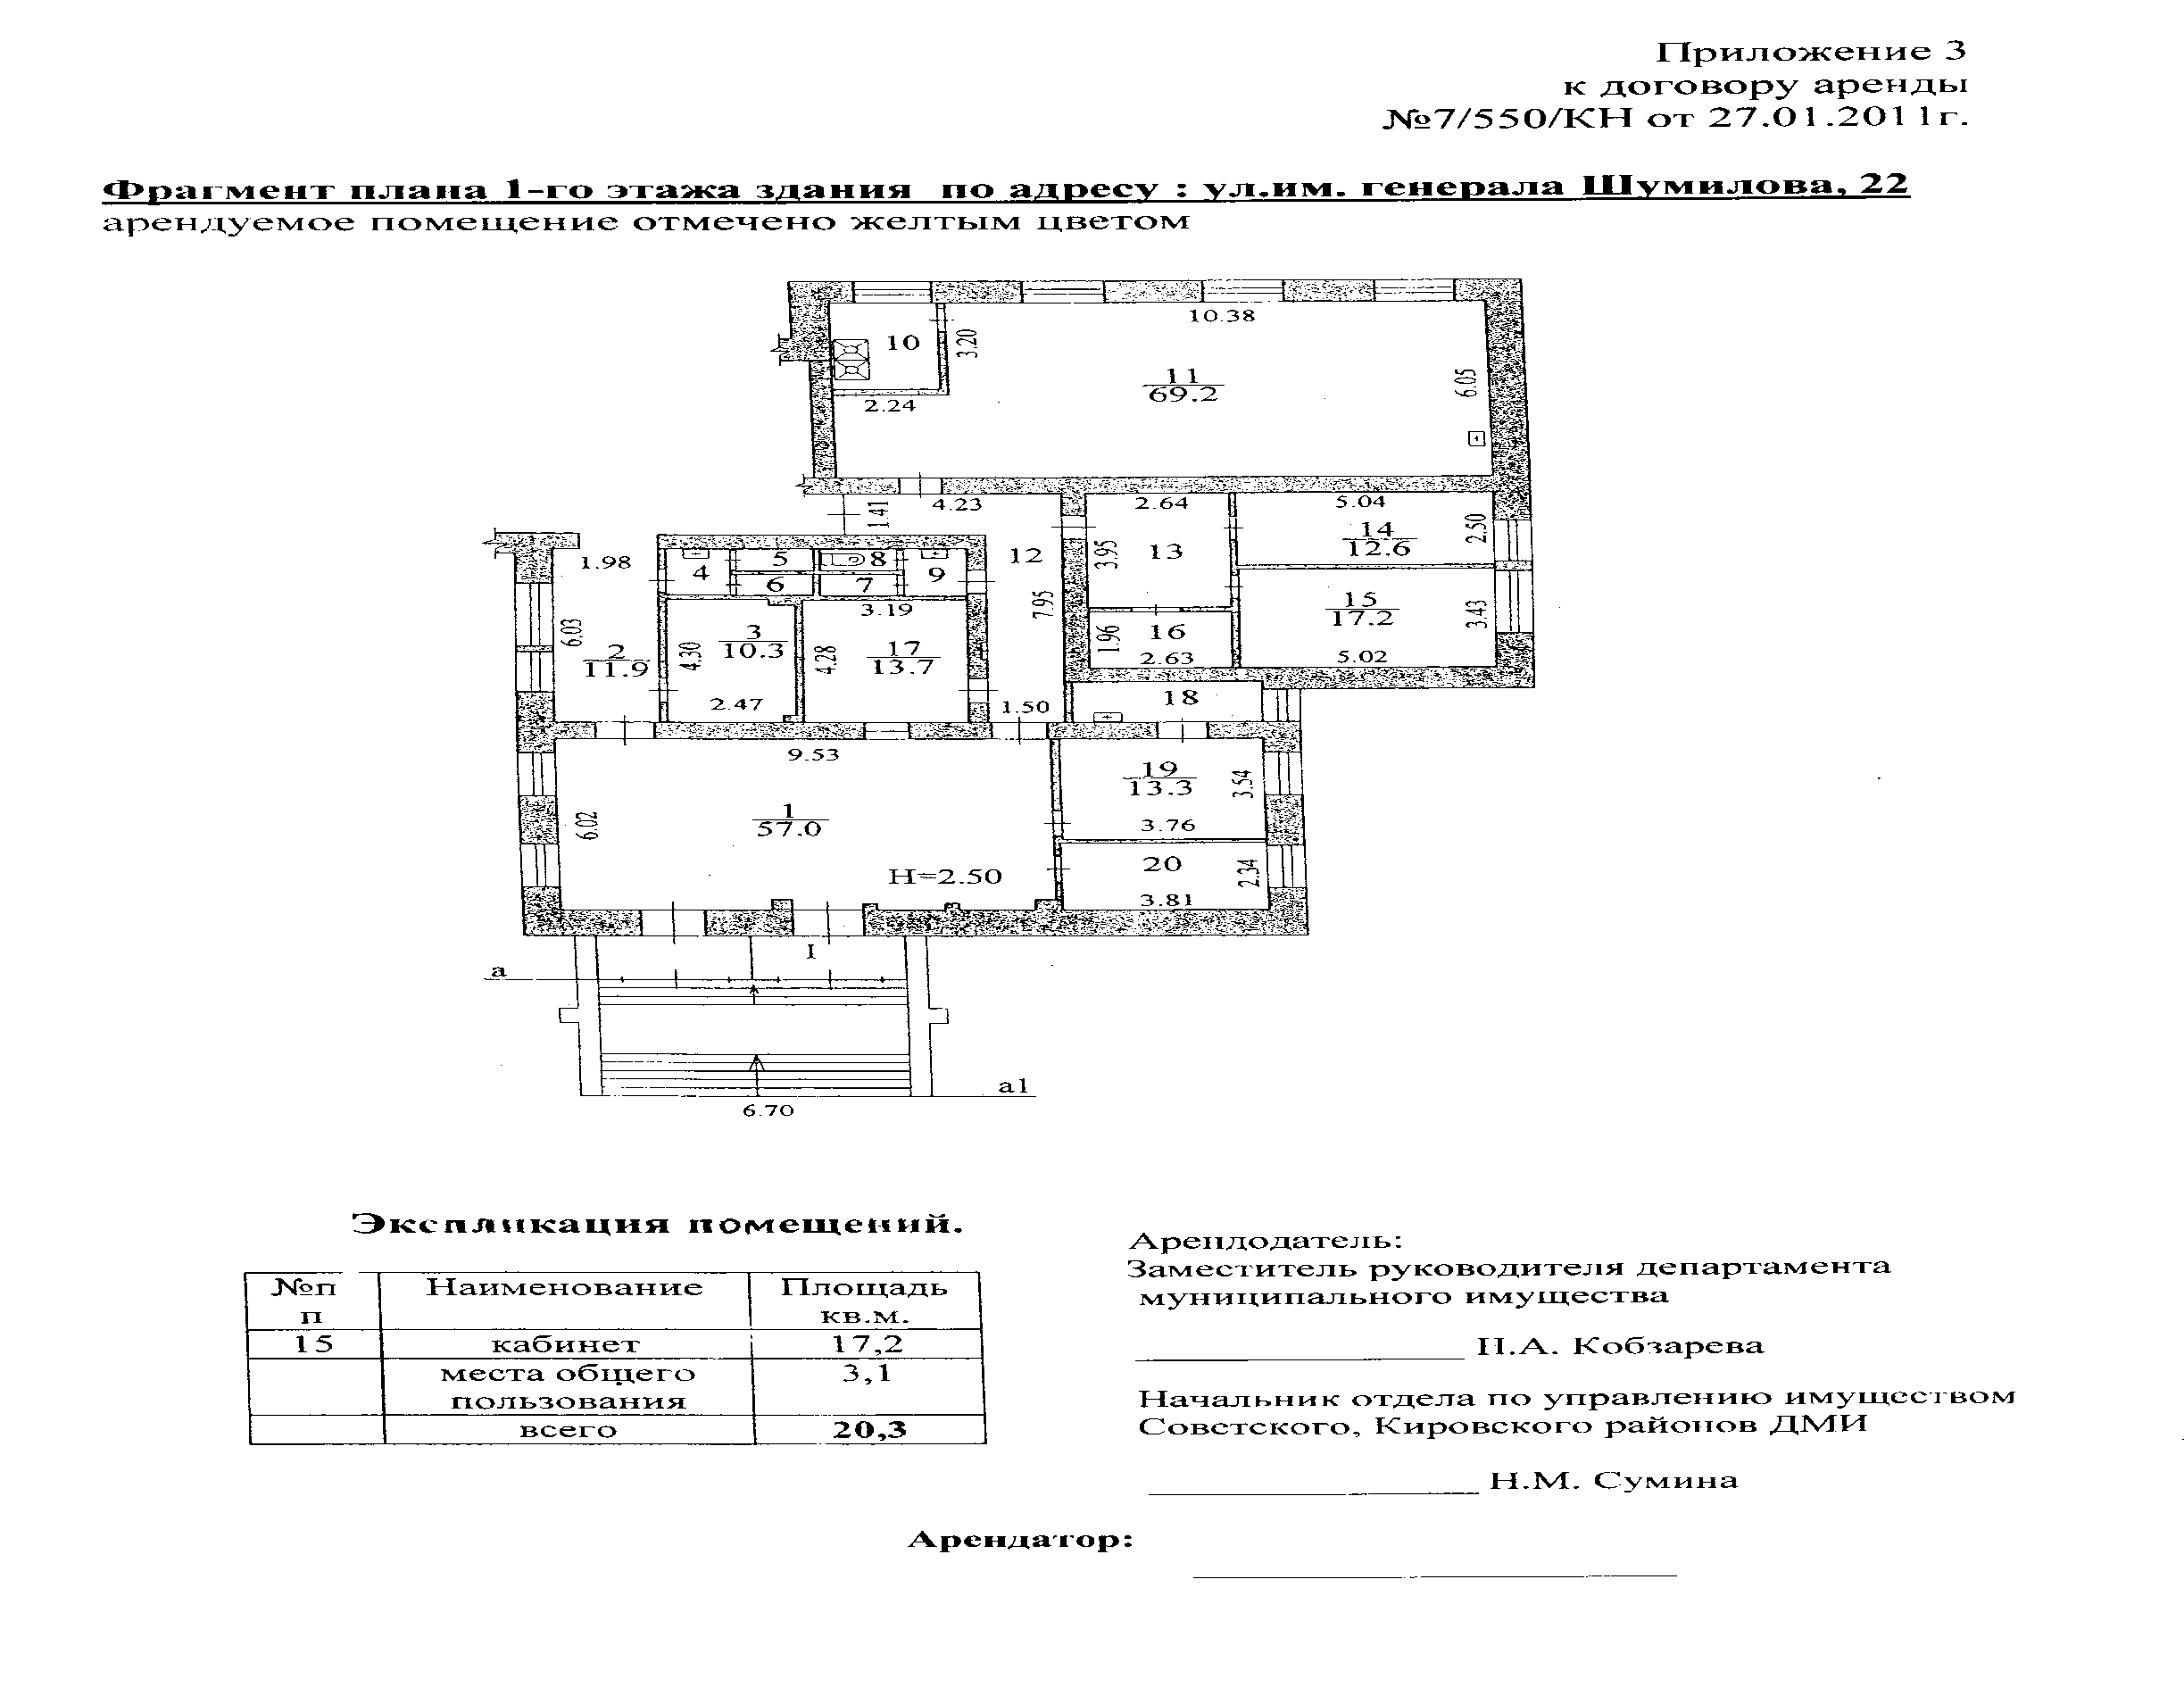 Приложение 3
к договору аренды
№7/550/КН от 27.01.2011г.
Фрагмент плана 1-го этажа здания по адресу : ул.им. генерала Шумилова, 22
арендуемое помещение отмечено желтым цветом
10.38
10
3.20
11
69.2
6.05
2.24
4.23
1.41
2.64
5.04
14
12.6
2.50
12
13
3.95
1.98
4
5
6
8
7
9
3.19
7.95
15
17.2
3.43
5.02
16
1.96
2.63
6.03
2
11.9
3
10.3
4.30
2.47
17
13.7
4.28
1.50
18
9.53
19
13.3
3.54
3.76
1
57.0
6.02
H=2.50
20
2.34
3.81
I
а
а1
6.70
Экспликация помещений.
№п Наименование Площадь
п кв.м.
15 кабинет 17,2
места общего 3,1
пользования
всего 20,3
Арендодатель:
Заместитель руководителя департамента
муниципального имущества
Н.А. Кобзарева
Начальник отдела по управлению имуществом
Советского, Кировского районов ДМИ
Н.М. Сумина
Арендатор: